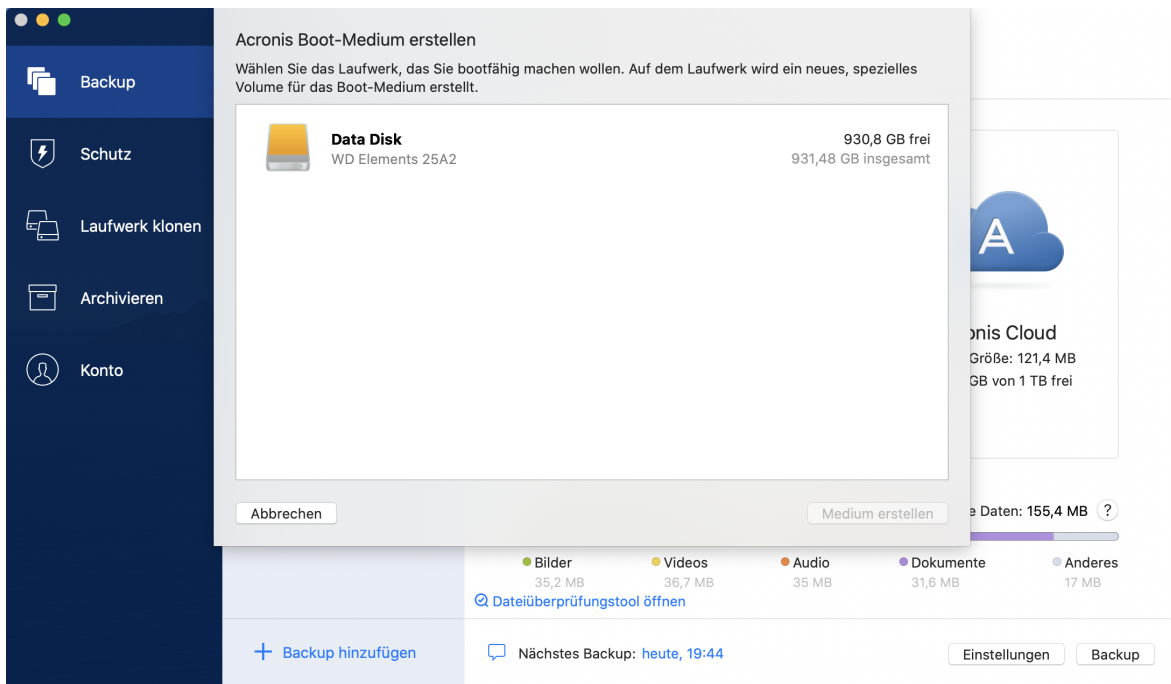 Backup
Schutz
Laufwerk klonen
Archivieren
Konto
Acronis Boot-Medium erstellen
Wählen Sie das Laufwerk, das Sie bootfähig machen wollen. Auf dem Laufwerk wird ein neues, spezielles
Volume für das Boot-Medium erstellt.
Data Disk
930,8 GB frei
WD Elements 25A2
931,48 GB insgesamt
Abbrechen
Medium erstellen
A
Cloud
Größe: 121,4 MB
GB von 1 TB frei
Daten: 155,4 MB ?
Bilder
Videos
Audio
Dokumente
Anderes
35,2 MB
36,7 MB
35 MB
31,6 MB
17 MB
Dateiüberprüfungstool öffnen
+ Backup hinzufügen
Nächstes Backup: heute, 19:44
Einstellungen
Backup